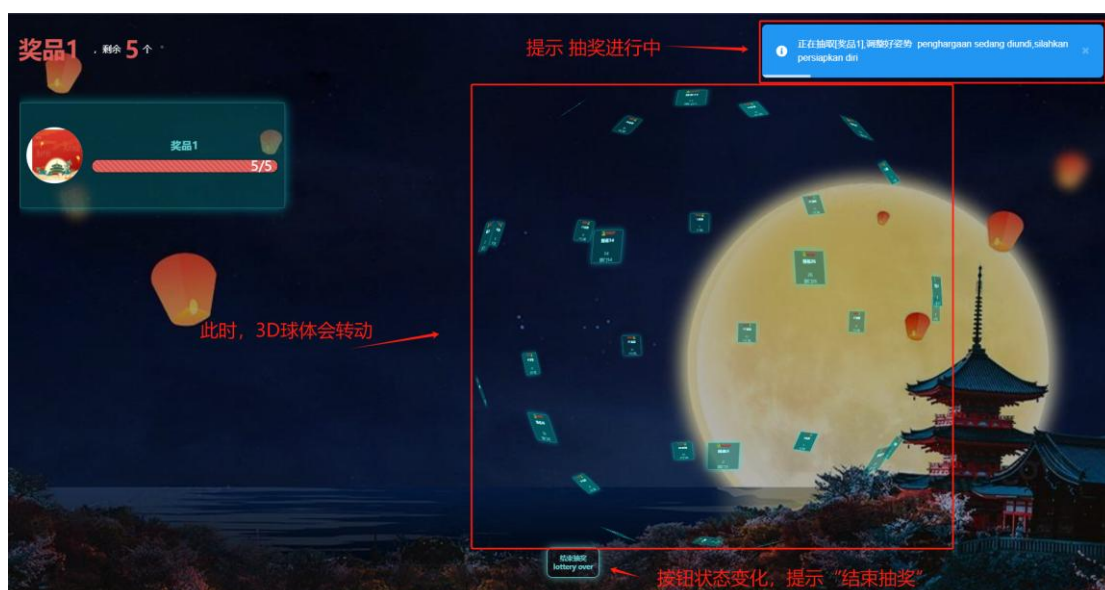 奖品1 ，剩余 5 个
提示 抽奖进行中
正在抽取[奖品1],调整好姿势 penghargaan sedang diundi,silahkan
persiapkan diri
奖品1
5/5
此时，3D球体会转动
结束抽奖
lottery over
按钮状态变化，提示“结束抽奖”